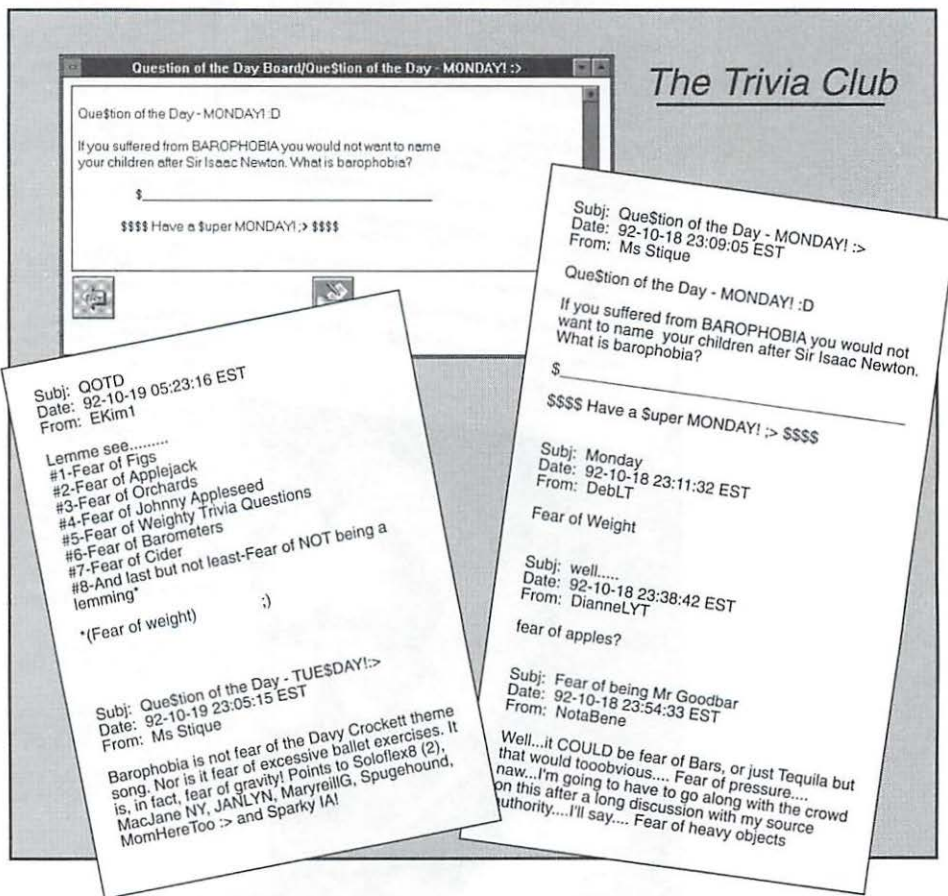 The Trivia Club
Question of the Day Board/Que$tion of the Day - MONDAY! :>
Que$tion of the Day - MONDAY! :D
If you suffered from BAROPHOBIA you would not want to name
your children after Sir Isaac Newton. What is barophobia?
$
$$$$ Have a $uper MONDAY! ;> $$$$
Subj: Que$tion of the Day - MONDAY! :>
Date: 92-10-18 23:09:05 EST
From: Ms Stique
Que$tion of the Day - MONDAY! :D
If you suffered from BAROPHOBIA you would not
want to name your children after Sir Isaac Newton.
What is barophobia?
$
$$$$ Have a $uper MONDAY! ;> $$$$
Subj: Monday
Date: 92-10-18 23:11:32 EST
From: DebLT
Fear of Weight
Subj: well.....
Date: 92-10-18 23:38:42 EST
From: DianneLYT
fear of apples?
Subj: Fear of being Mr Goodbar
Date: 92-10-18 23:54:33 EST
From: NotaBene
Well...it COULD be fear of Bars, or just Tequila but
that would tooobvious.... Fear of pressure....
naw...I'm going to have to go along with the crowd
on this after a long discussion with my source
authority....I'll say.... Fear of heavy objects
Subj: QOTD
Date: 92-10-19 05:23:16 EST
From: EKim1
Lemme see.........
#1-Fear of Figs
#2-Fear of Applejack
#3-Fear of Orchards
#4-Fear of Johnny Appleseed
#5-Fear of Weighty Trivia Questions
#6-Fear of Barometers
#7-Fear of Cider
#8-And last but not least-Fear of NOT being a
lemming*
*(Fear of weight) ;)
Subj: Que$tion of the Day - TUE$DAY!:>
Date: 92-10-19 23:05:15 EST
From: Ms Stique
Barophobia is not fear of the Davy Crockett theme
song. Nor is it fear of excessive ballet exercises. It
is, in fact, fear of gravity! Points to Soloflex8 (2),
MacJane NY, JANLYN, MaryreillG, Spugehound,
MomHereToo :> and Sparky IA!